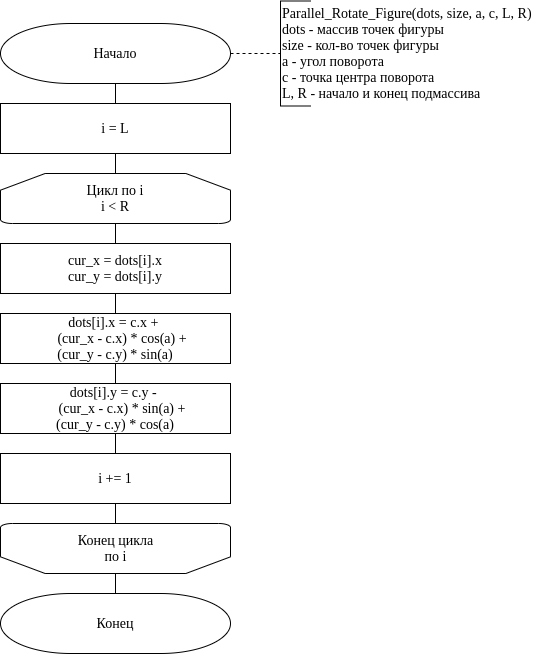 Parallel_Rotate_Figure(dots, size, a, c, L, R)
dots - массив точек фигуры
size - кол-во точек фигуры
a - угол поворота
c - точка центра поворота
L, R - начало и конец подмассива
Начало
i = L
Цикл по i
i < R
cur_x = dots[i].x
cur_y = dots[i].y
dots[i].x = c.x +
(cur_x - c.x) * cos(a) +
(cur_y - c.y) * sin(a)
dots[i].y = c.y -
(cur_x - c.x) * sin(a) +
(cur_y - c.y) * cos(a)
i += 1
Конец цикла
по i
Конец